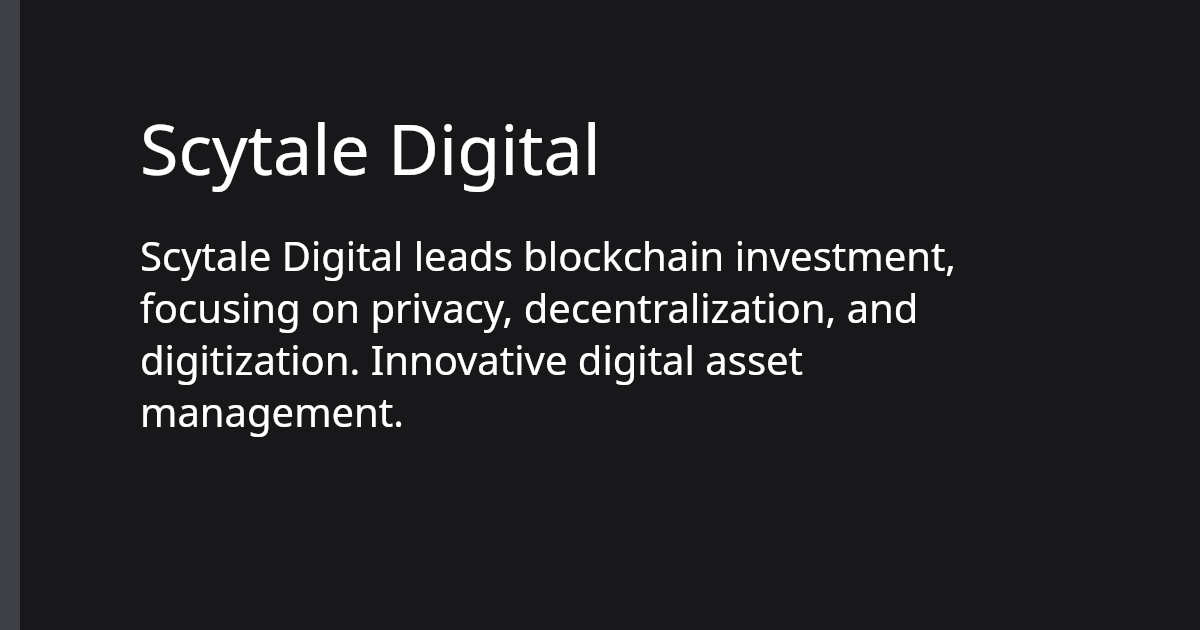 Scytale Digital
Scytale Digital leads blockchain investment,
focusing on privacy, decentralization, and
digitization. Innovative digital asset
management.